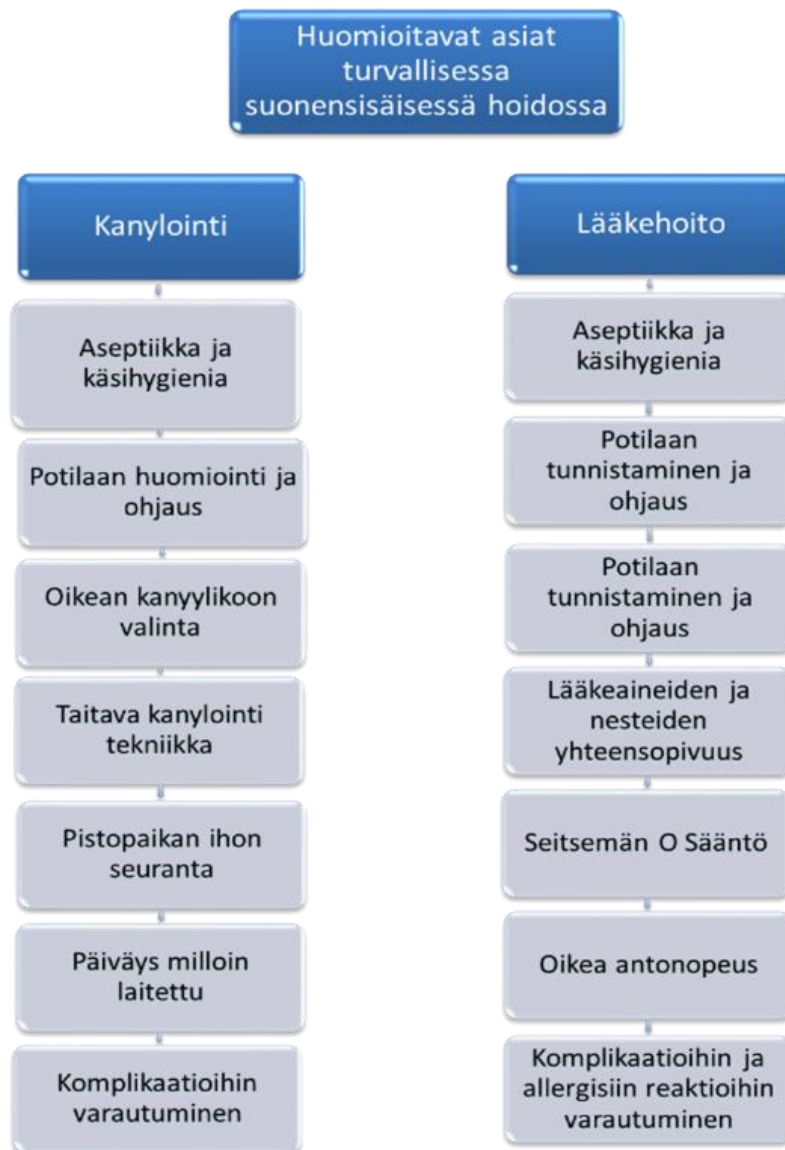 Huomioitavat asiat
turvallisessa
suonensisäisessä hoidossa
Kanylointi
Aseptiikka ja
käsihygienia
Potilaan huomiointi ja
ohjaus
Oikean kanyylikoon
valinta
Taitava kanylointi
tekniikka
Pistopaikan ihon
seuranta
Päiväys milloin
laitettu
Komplikaatioihin
varautuminen
Lääkehoito
Aseptiikka ja
käsihygienia
Potilaan
tunnistaminen ja
ohjaus
Potilaan
tunnistaminen ja
ohjaus
Lääkeaineiden ja
nesteiden
yhteensopivuus
Seitsemän O Sääntö
Oikea antonopeus
Komplikaatioihin ja
allergisiin reaktioihin
varautuminen